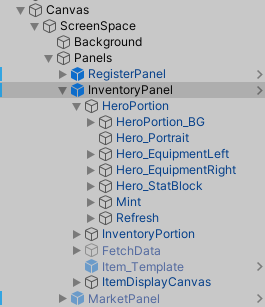 Canvas
ScreenSpace
Background
Panels
RegisterPanel
InventoryPanel
HeroPortion
HeroPortion_BG
Hero_Portrait
Hero_EquipmentLeft
Hero_EquipmentRight
Hero_StatBlock
Mint
Refresh
InventoryPortion
FetchData
Item_Template
ItemDisplayCanvas
MarketPanel